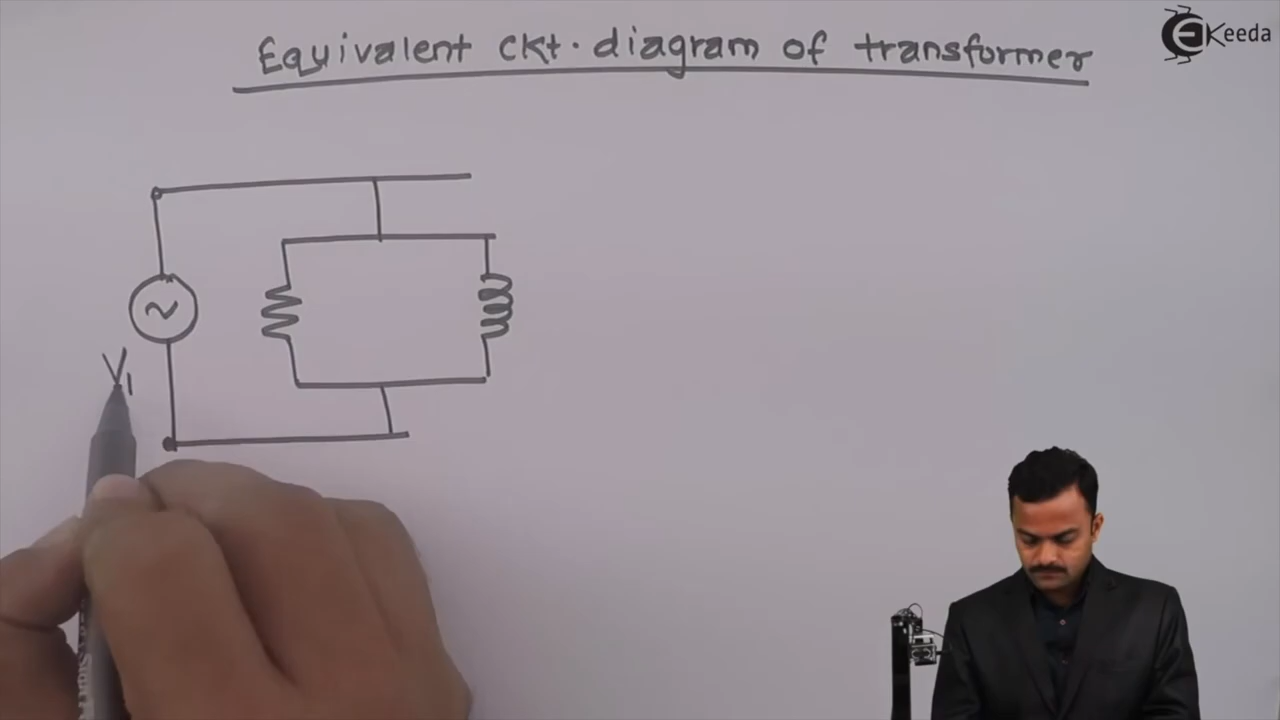 Equivalent ckt. diagram of transformer
EKeeda
V1